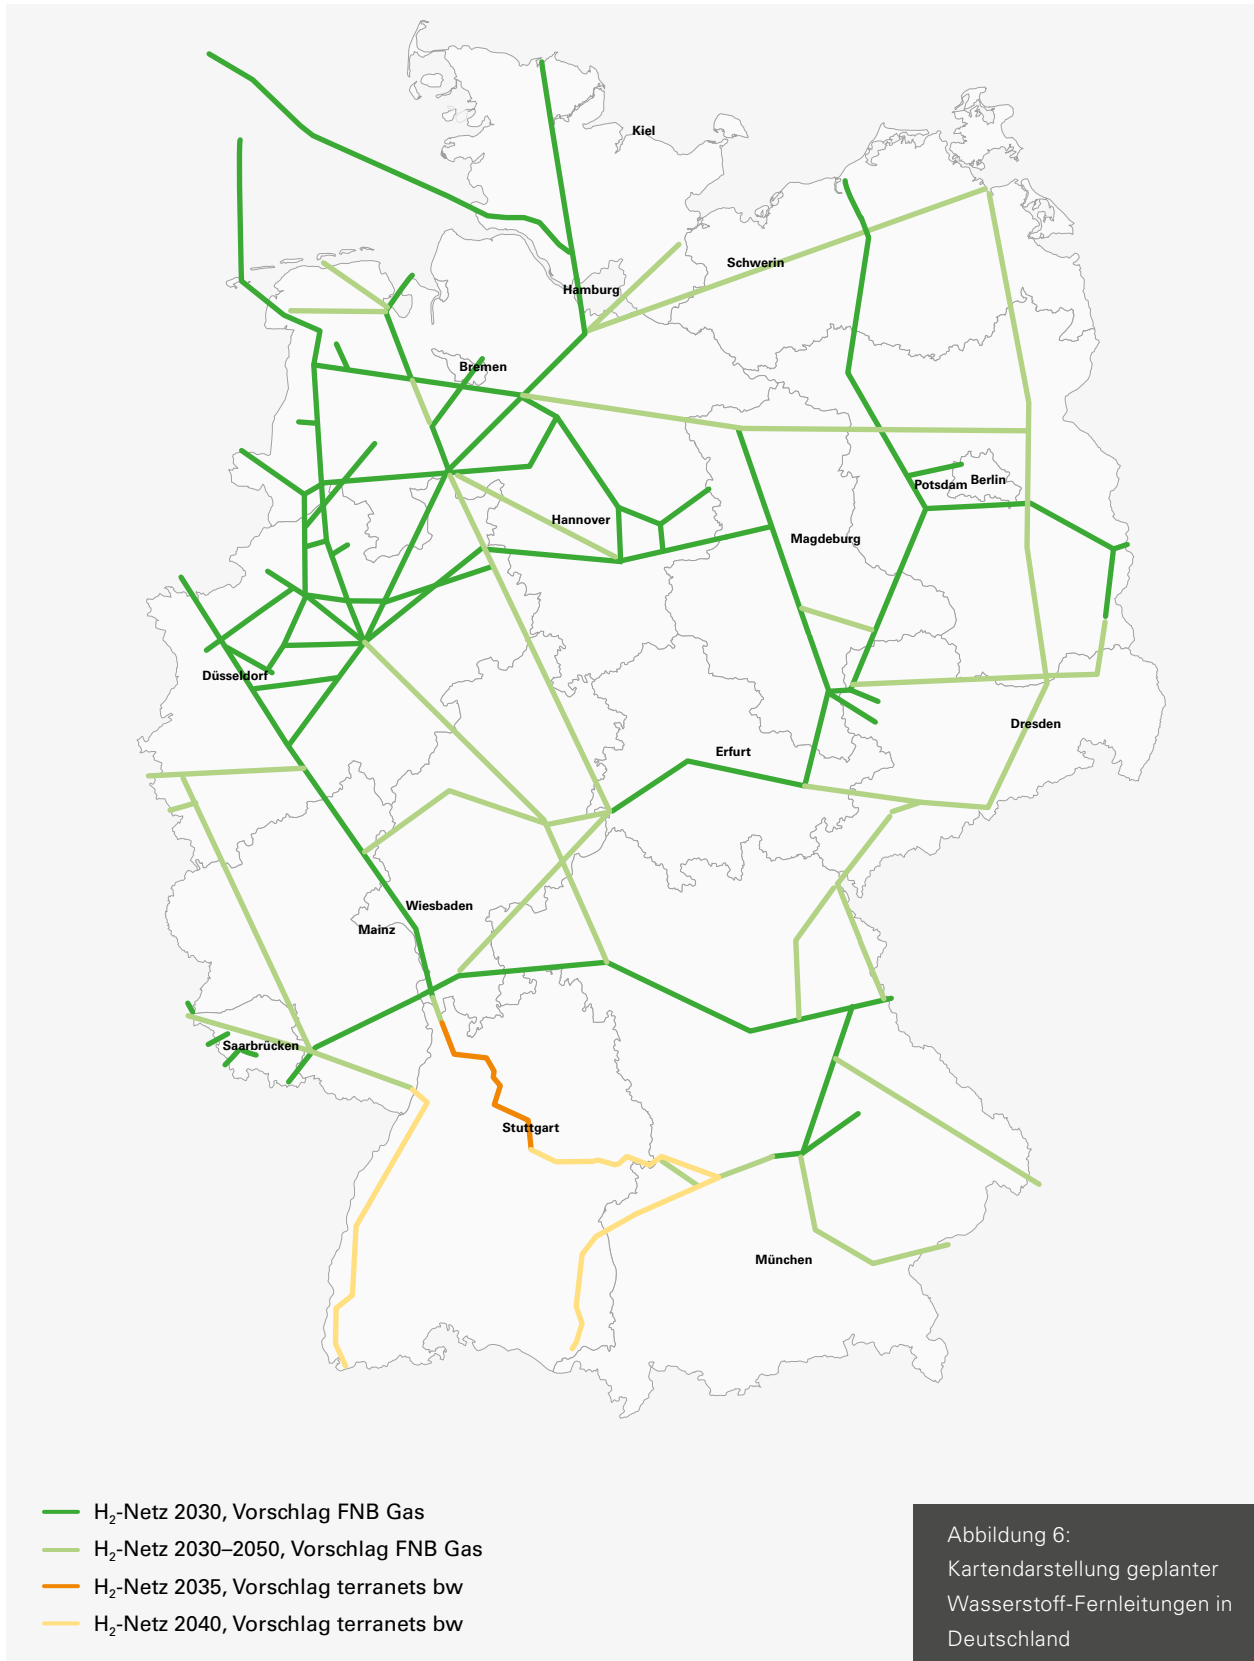 Kiel
Schwerin
Hamburg
Bremen
Potsdam
Berlin
Hannover
Magdeburg
Düsseldorf
Dresden
Erfurt
Wiesbaden
Mainz
Saarbrücken
Stuttgart
München
H₂-Netz 2030, Vorschlag FNB Gas
H₂-Netz 2030–2050, Vorschlag FNB Gas
H₂-Netz 2035, Vorschlag terranets bw
H₂-Netz 2040, Vorschlag terranets bw
Abbildung 6:
Kartendarstellung geplanter
Wasserstoff-Fernleitungen in
Deutschland